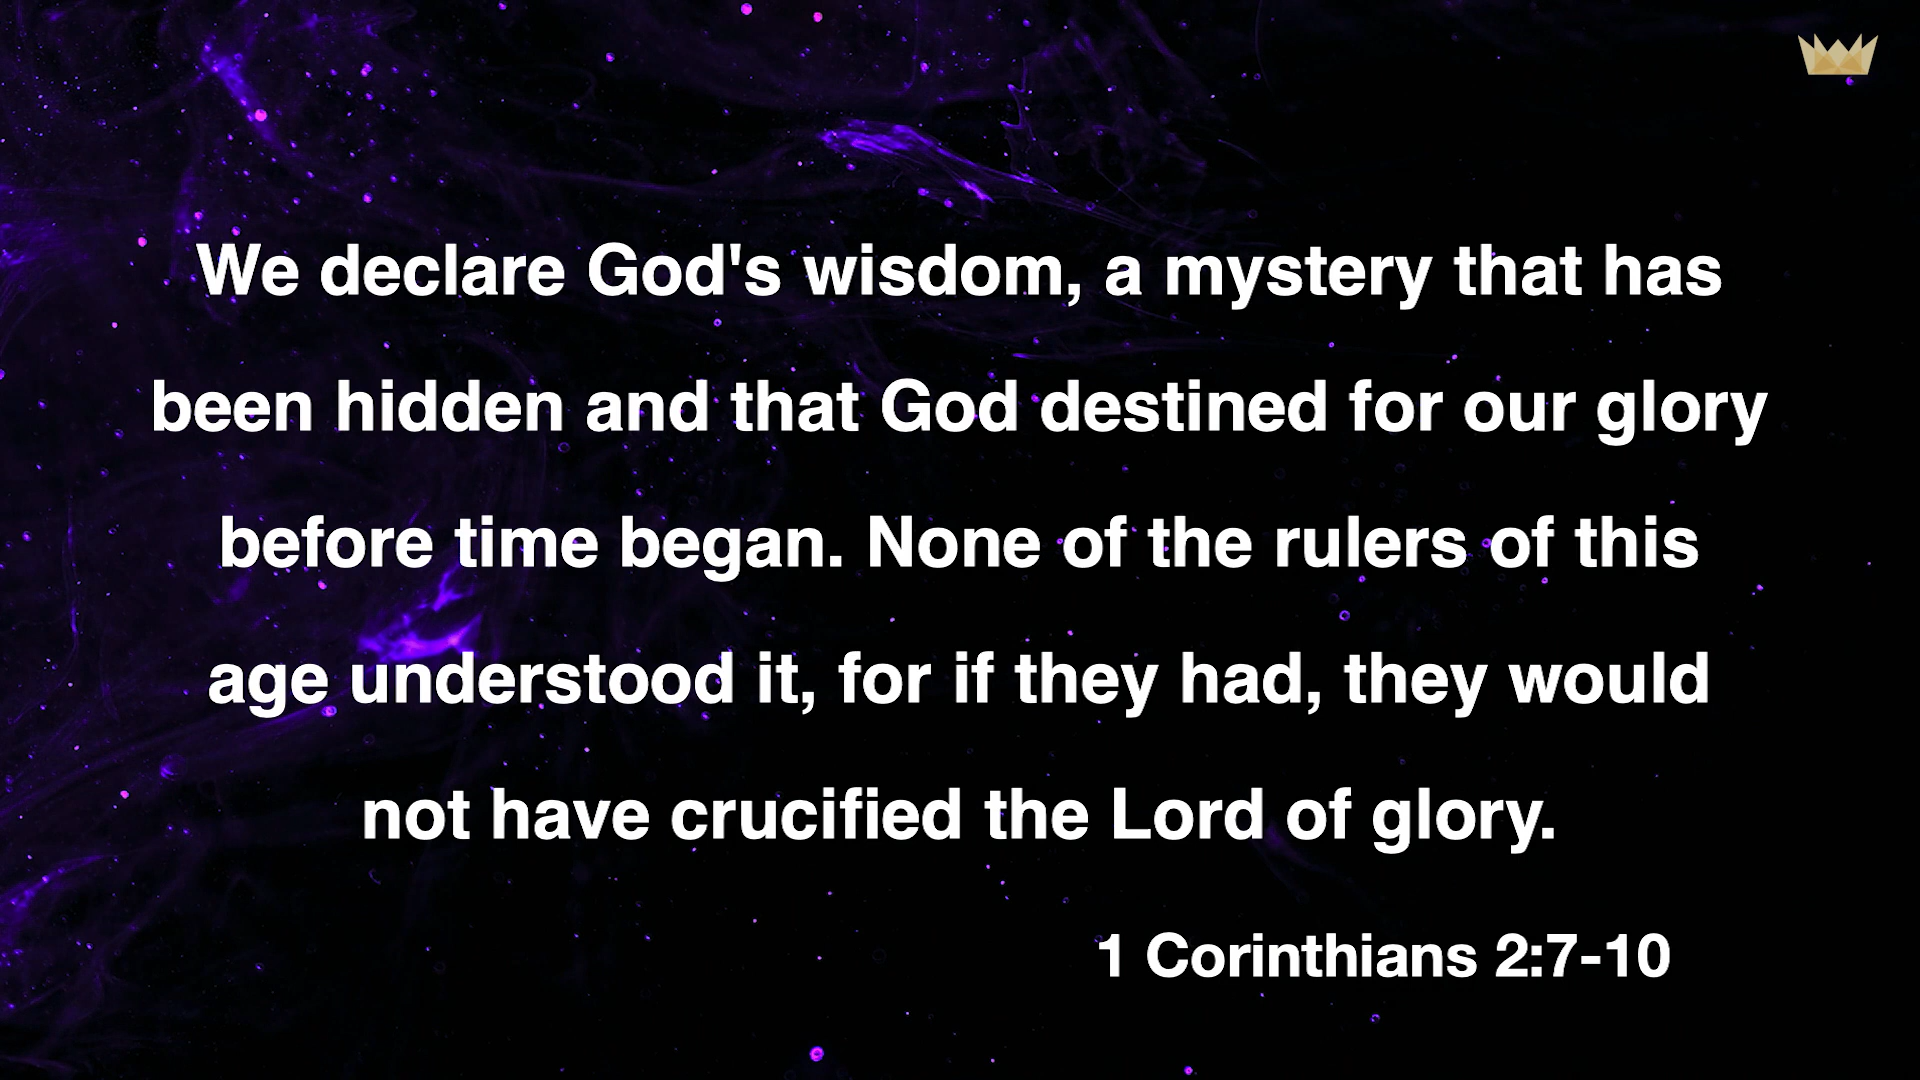 We declare God's wisdom, a mystery that has
been hidden and that God destined for our glory
before time began. None of the rulers of this
age understood it, for if they had, they would
not have crucified the Lord of glory.
1 Corinthians 2:7-10